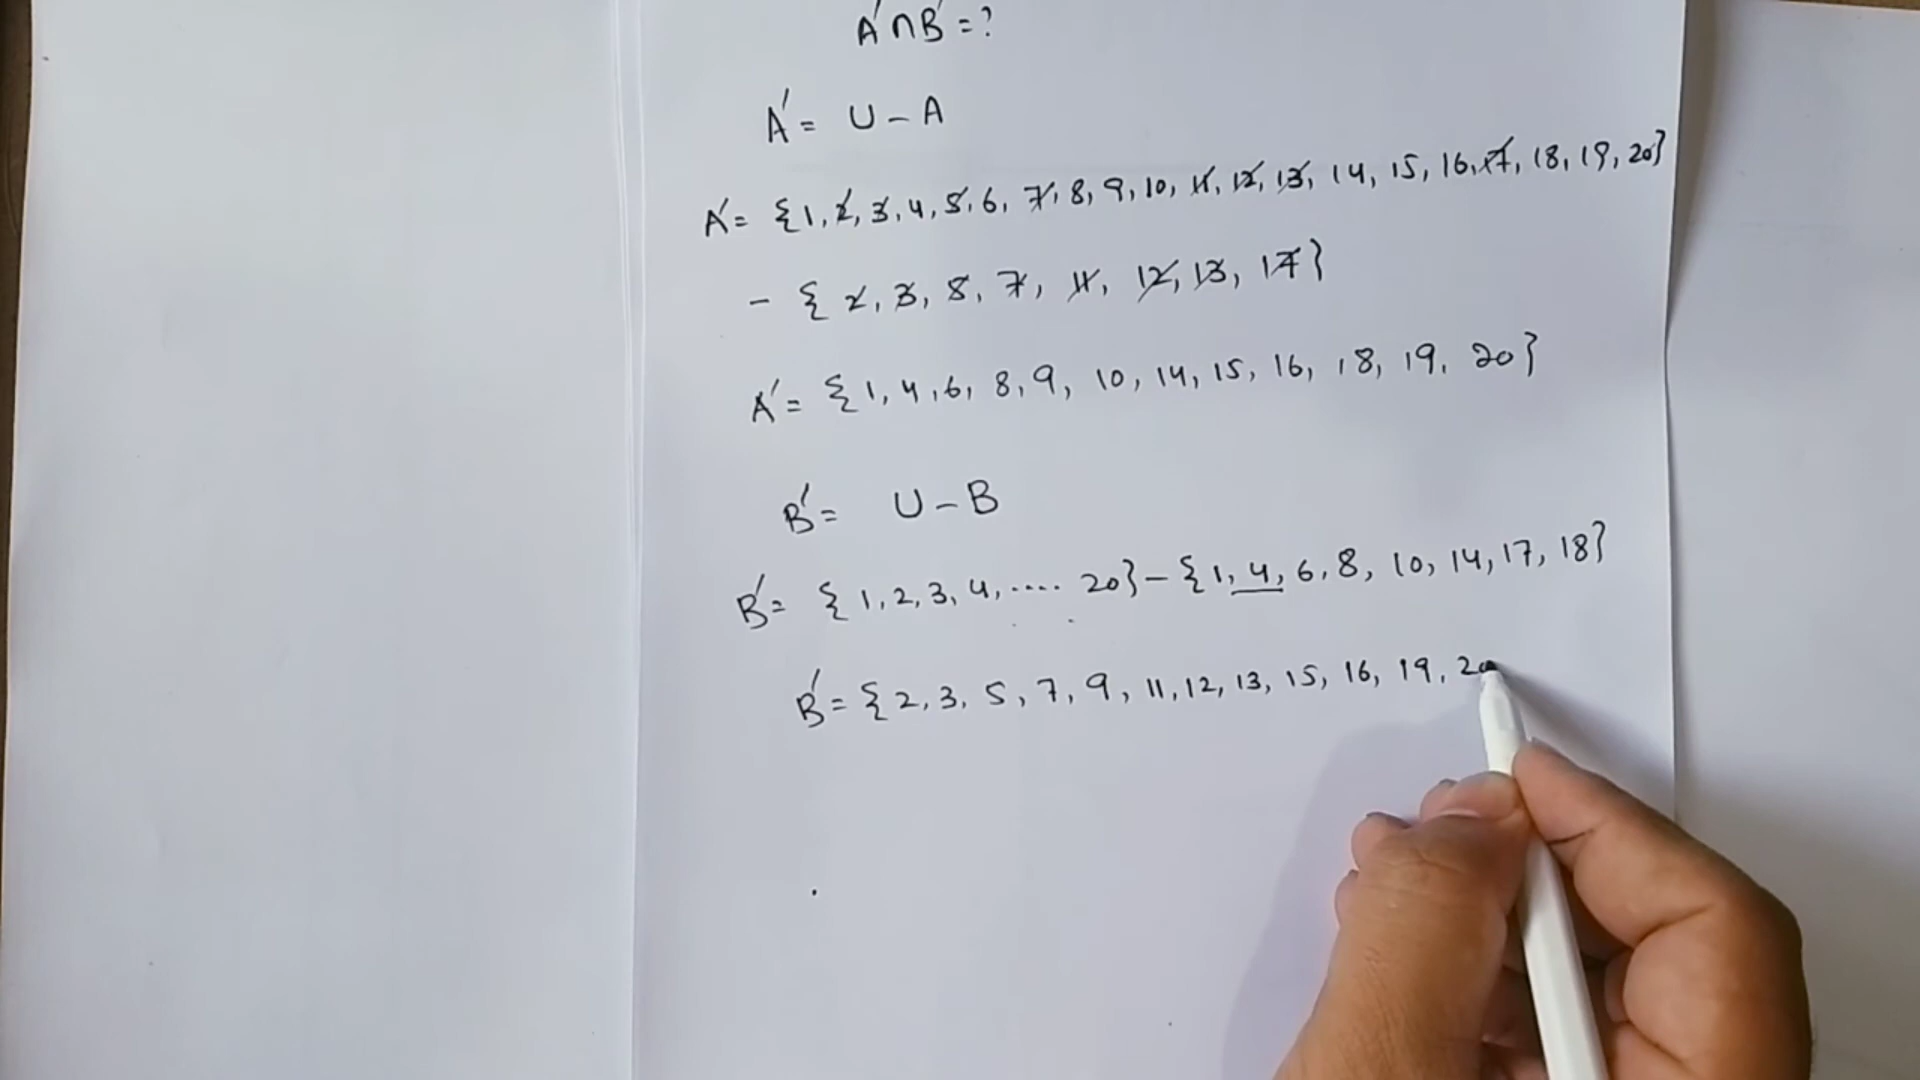 A' ∩ B' = ?
A' = U - A
A' = {1, 2, 3, 4, 5, 6, 7, 8, 9, 10, 11, 12, 13, 14, 15, 16, 17, 18, 19, 20}
- {2, 3, 5, 7, 11, 12, 13, 17}
A' = {1, 4, 6, 8, 9, 10, 14, 15, 16, 18, 19, 20}
B' = U - B
B' = {1, 2, 3, 4, .... 20} - {1, 4, 6, 8, 10, 14, 17, 18}
B' = {2, 3, 5, 7, 9, 11, 12, 13, 15, 16, 19, 20